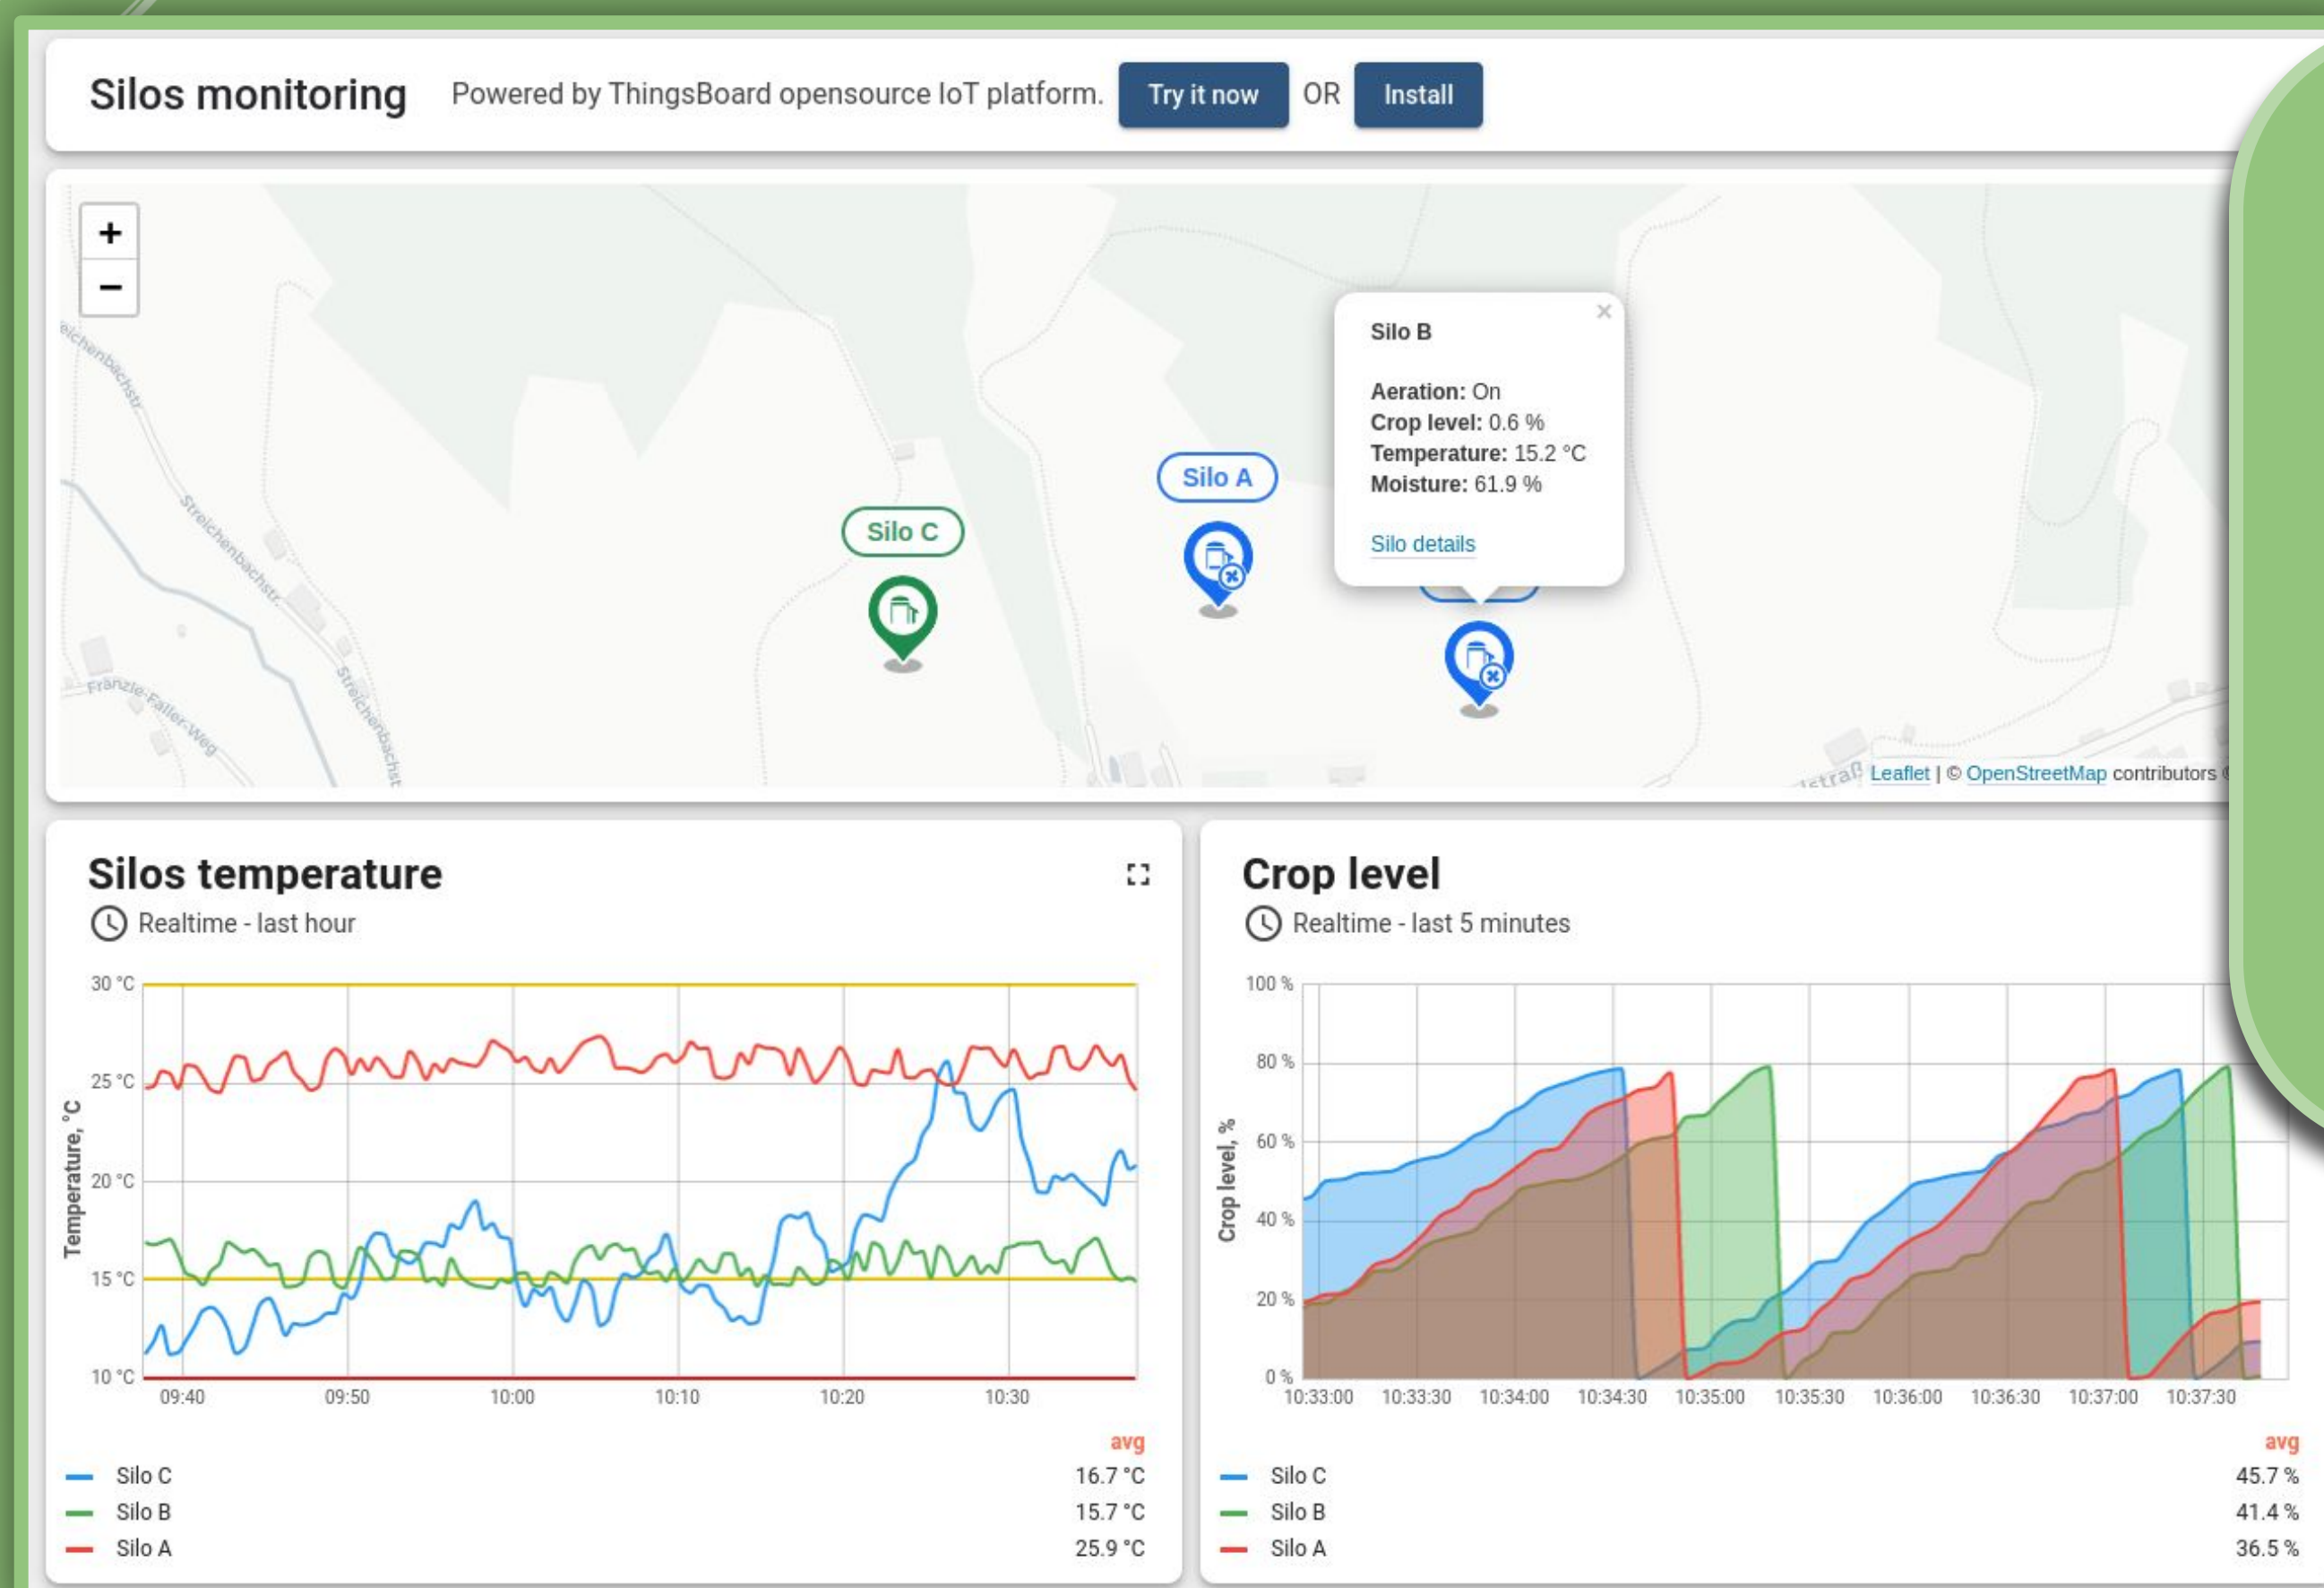 Silos monitoring Powered by ThingsBoard opensource IoT platform. Try it now OR Install
+
−
Silo B
Aeration: On
Crop level: 0.6 %
Temperature: 15.2 °C
Moisture: 61.9 %
Silo details
Silo A
Silo C
Streichenbachstr.
Streichenbachstr.
Fränzle-Faller-Weg
Leaflet | © OpenStreetMap contributors ©
Silos temperature
Realtime - last hour
Temperature, °C
30 °C
25 °C
20 °C
15 °C
10 °C
09:40 09:50 10:00 10:10 10:20 10:30
avg
Silo C 16.7 °C
Silo B 15.7 °C
Silo A 25.9 °C
Crop level
Realtime - last 5 minutes
Crop level, %
100 %
80 %
60 %
40 %
20 %
0 %
10:33:00 10:33:30 10:34:00 10:34:30 10:35:00 10:35:30 10:36:00 10:36:30 10:37:00 10:37:30
avg
Silo C 45.7 %
Silo B 41.4 %
Silo A 36.5 %